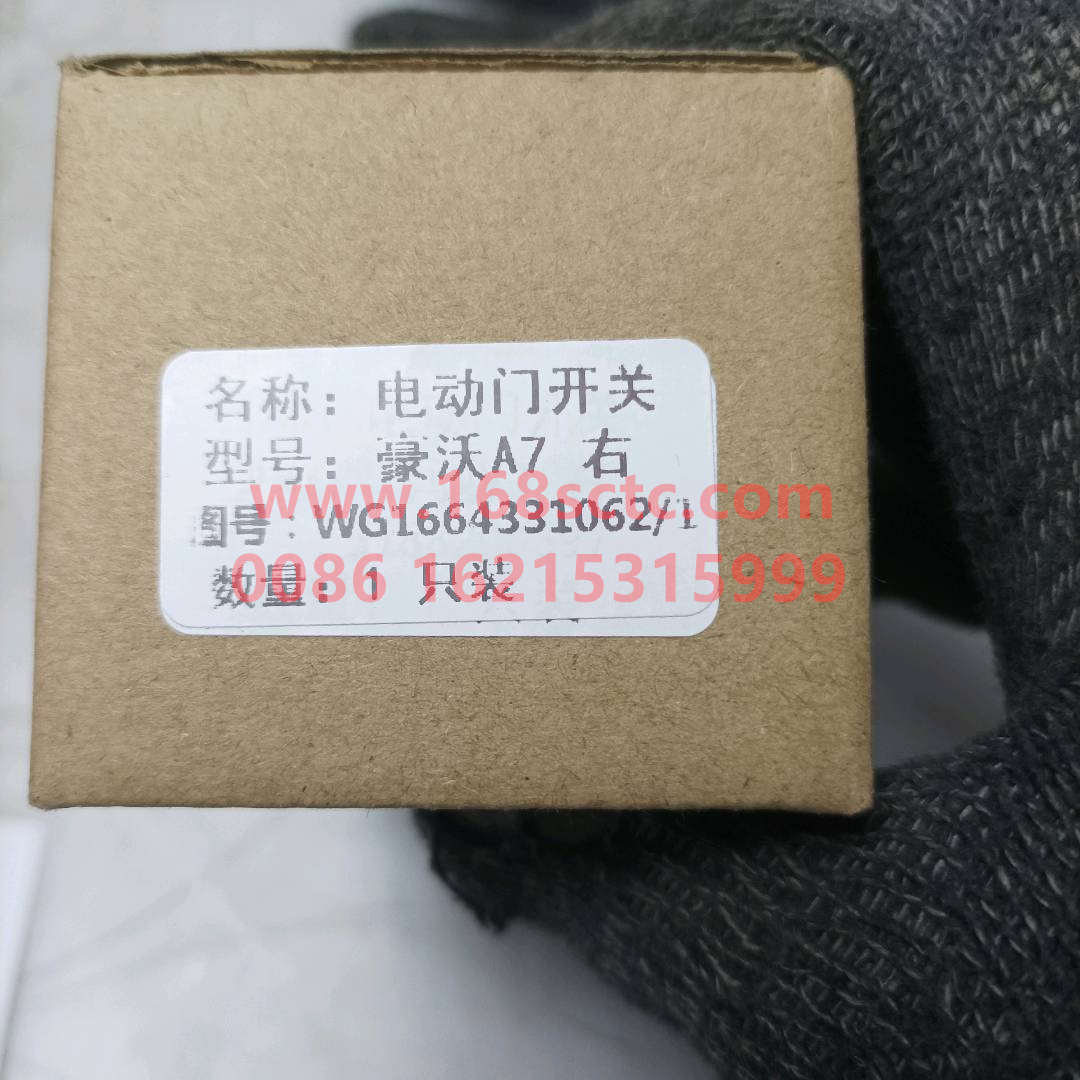 名称：电动门开关
型号：豪沃A7 右
www.168sctc.com
图号：WG1664331062/1
0086 16215315999
数量：1 只装